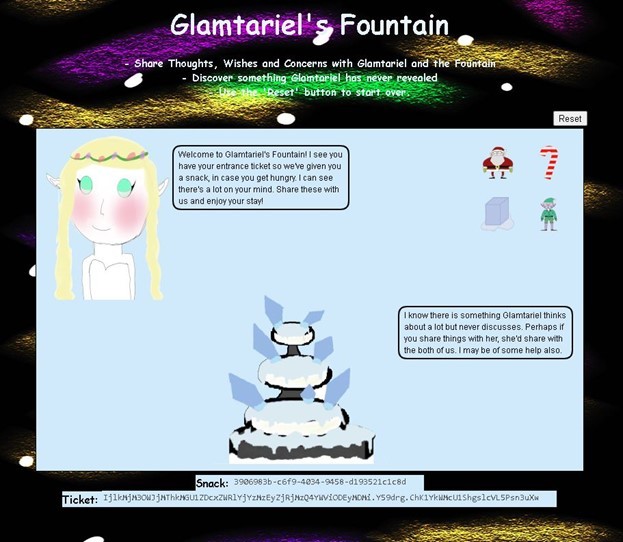 Glamtariel's Fountain
- Share Thoughts, Wishes and Concerns with Glamtariel and the Fountain
- Discover something Glamtariel has never revealed
Use the 'Reset' button to start over.
Reset
Welcome to Glamtariel's Fountain! I see you
have your entrance ticket so we've given you
a snack, in case you get hungry. I can see
there's a lot on your mind. Share these with
us and enjoy your stay!
I know there is something Glamtariel thinks
about a lot but never discusses. Perhaps if
you share things with her, she'd share with
the both of us. I may be of some help also.
Snack: 3906983b-c6f9-4034-9458-d193521c1c8d
Ticket: